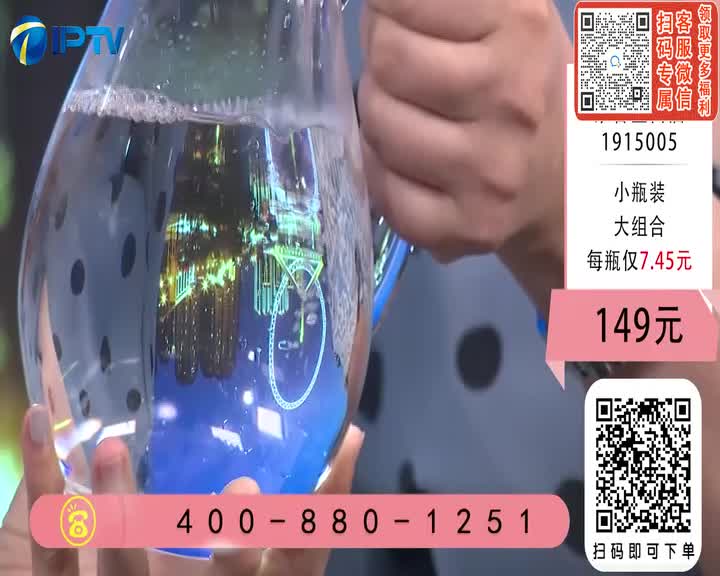 IPTV
领取更多福利
客服微信
扫码专属
1915005
小瓶装
大组合
每瓶仅7.45元
149元
400-880-1251
扫码即可下单